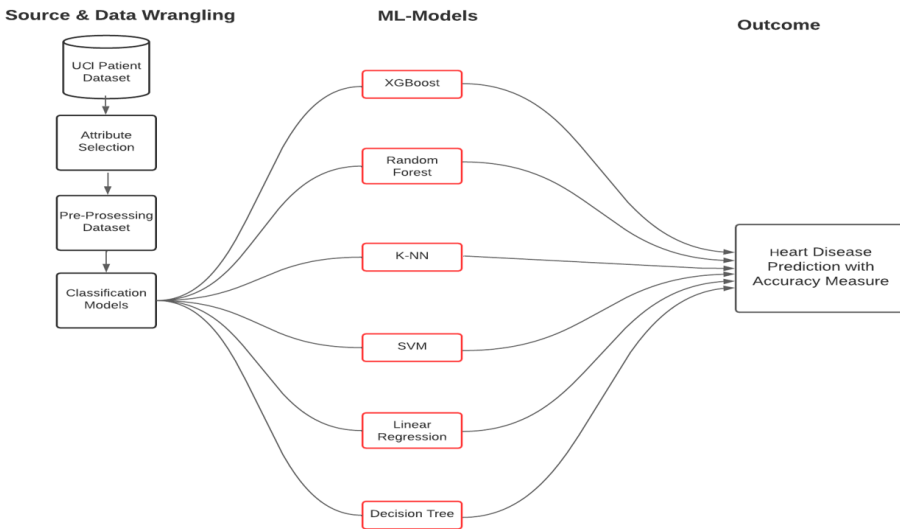 Source & Data Wrangling
UCI Patient
Dataset
Attribute
Selection
Pre-Prosessing
Dataset
Classification
Models
ML-Models
XGBoost
Random
Forest
K-NN
SVM
Linear
Regression
Decision Tree
Outcome
Heart Disease
Prediction with
Accuracy Measure